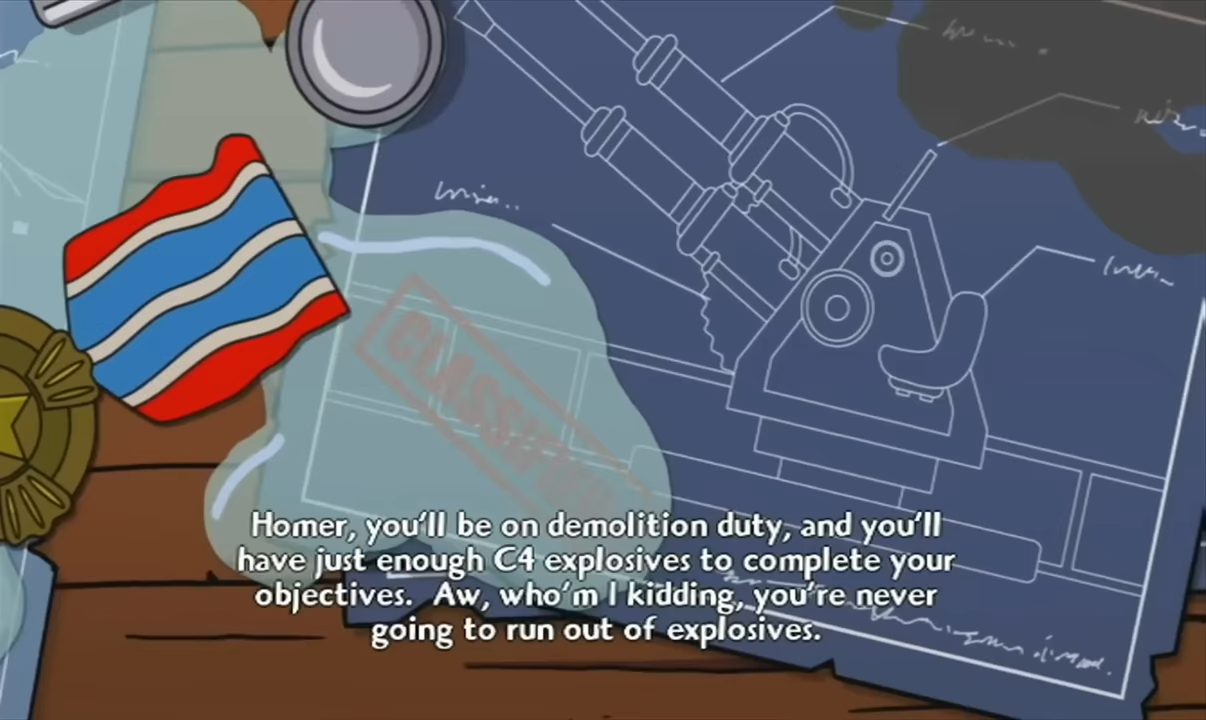 CLASSIFIED
Homer, you'll be on demolition duty, and you'll
have just enough C4 explosives to complete your
objectives. Aw, who'm I kidding, you're never
going to run out of explosives.